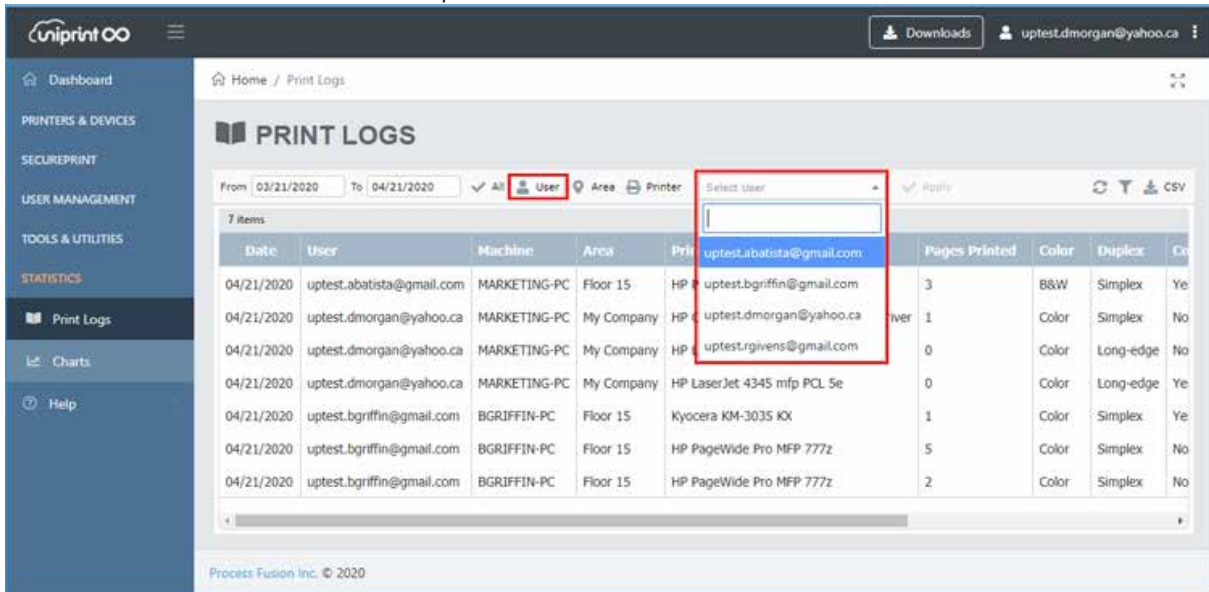 uniprint
Downloads
uptest.dmorgan@yahoo.ca
Dashboard
PRINTERS & DEVICES
SECUREPRINT
USER MANAGEMENT
TOOLS & UTILITIES
STATISTICS
Print Logs
Charts
Help
Home / Print Logs
PRINT LOGS
From 03/21/2020 To 04/21/2020 All User Area Printer Select User Apply CSV
7 items
uptest.abatista@gmail.com
uptest.bgriffin@gmail.com
uptest.dmorgan@yahoo.ca
uptest.rgivens@gmail.com
Date User Machine Area Pages Printed Color Duplex
04/21/2020 uptest.abatista@gmail.com MARKETING-PC Floor 15 HP 3 B&W Simplex Ye
04/21/2020 uptest.dmorgan@yahoo.ca MARKETING-PC My Company HP 1 Color Simplex No
04/21/2020 uptest.dmorgan@yahoo.ca MARKETING-PC My Company HP 0 Color Long-edge No
04/21/2020 uptest.dmorgan@yahoo.ca MARKETING-PC My Company HP LaserJet 4345 mfp PCL 5e 0 Color Long-edge Ye
04/21/2020 uptest.bgriffin@gmail.com BGRIFFIN-PC Floor 15 Kyocera KM-3035 KX 1 Color Simplex Ye
04/21/2020 uptest.bgriffin@gmail.com BGRIFFIN-PC Floor 15 HP PageWide Pro MFP 777z 5 Color Simplex No
04/21/2020 uptest.bgriffin@gmail.com BGRIFFIN-PC Floor 15 HP PageWide Pro MFP 777z 2 Color Simplex No
Process Fusion Inc. © 2020